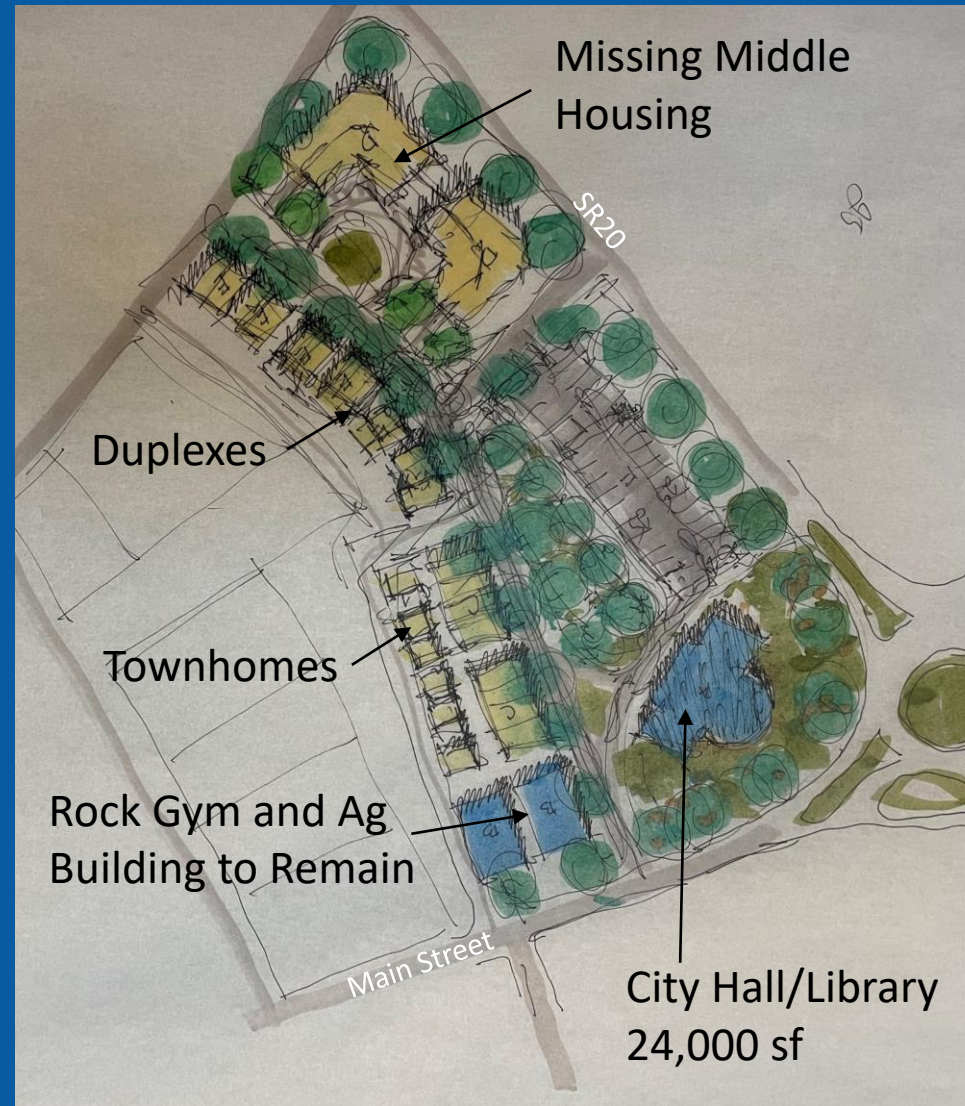 Missing Middle
Housing
SR20
Duplexes
Townhomes
Rock Gym and Ag
Building to Remain
Main Street
City Hall/Library
24,000 sf